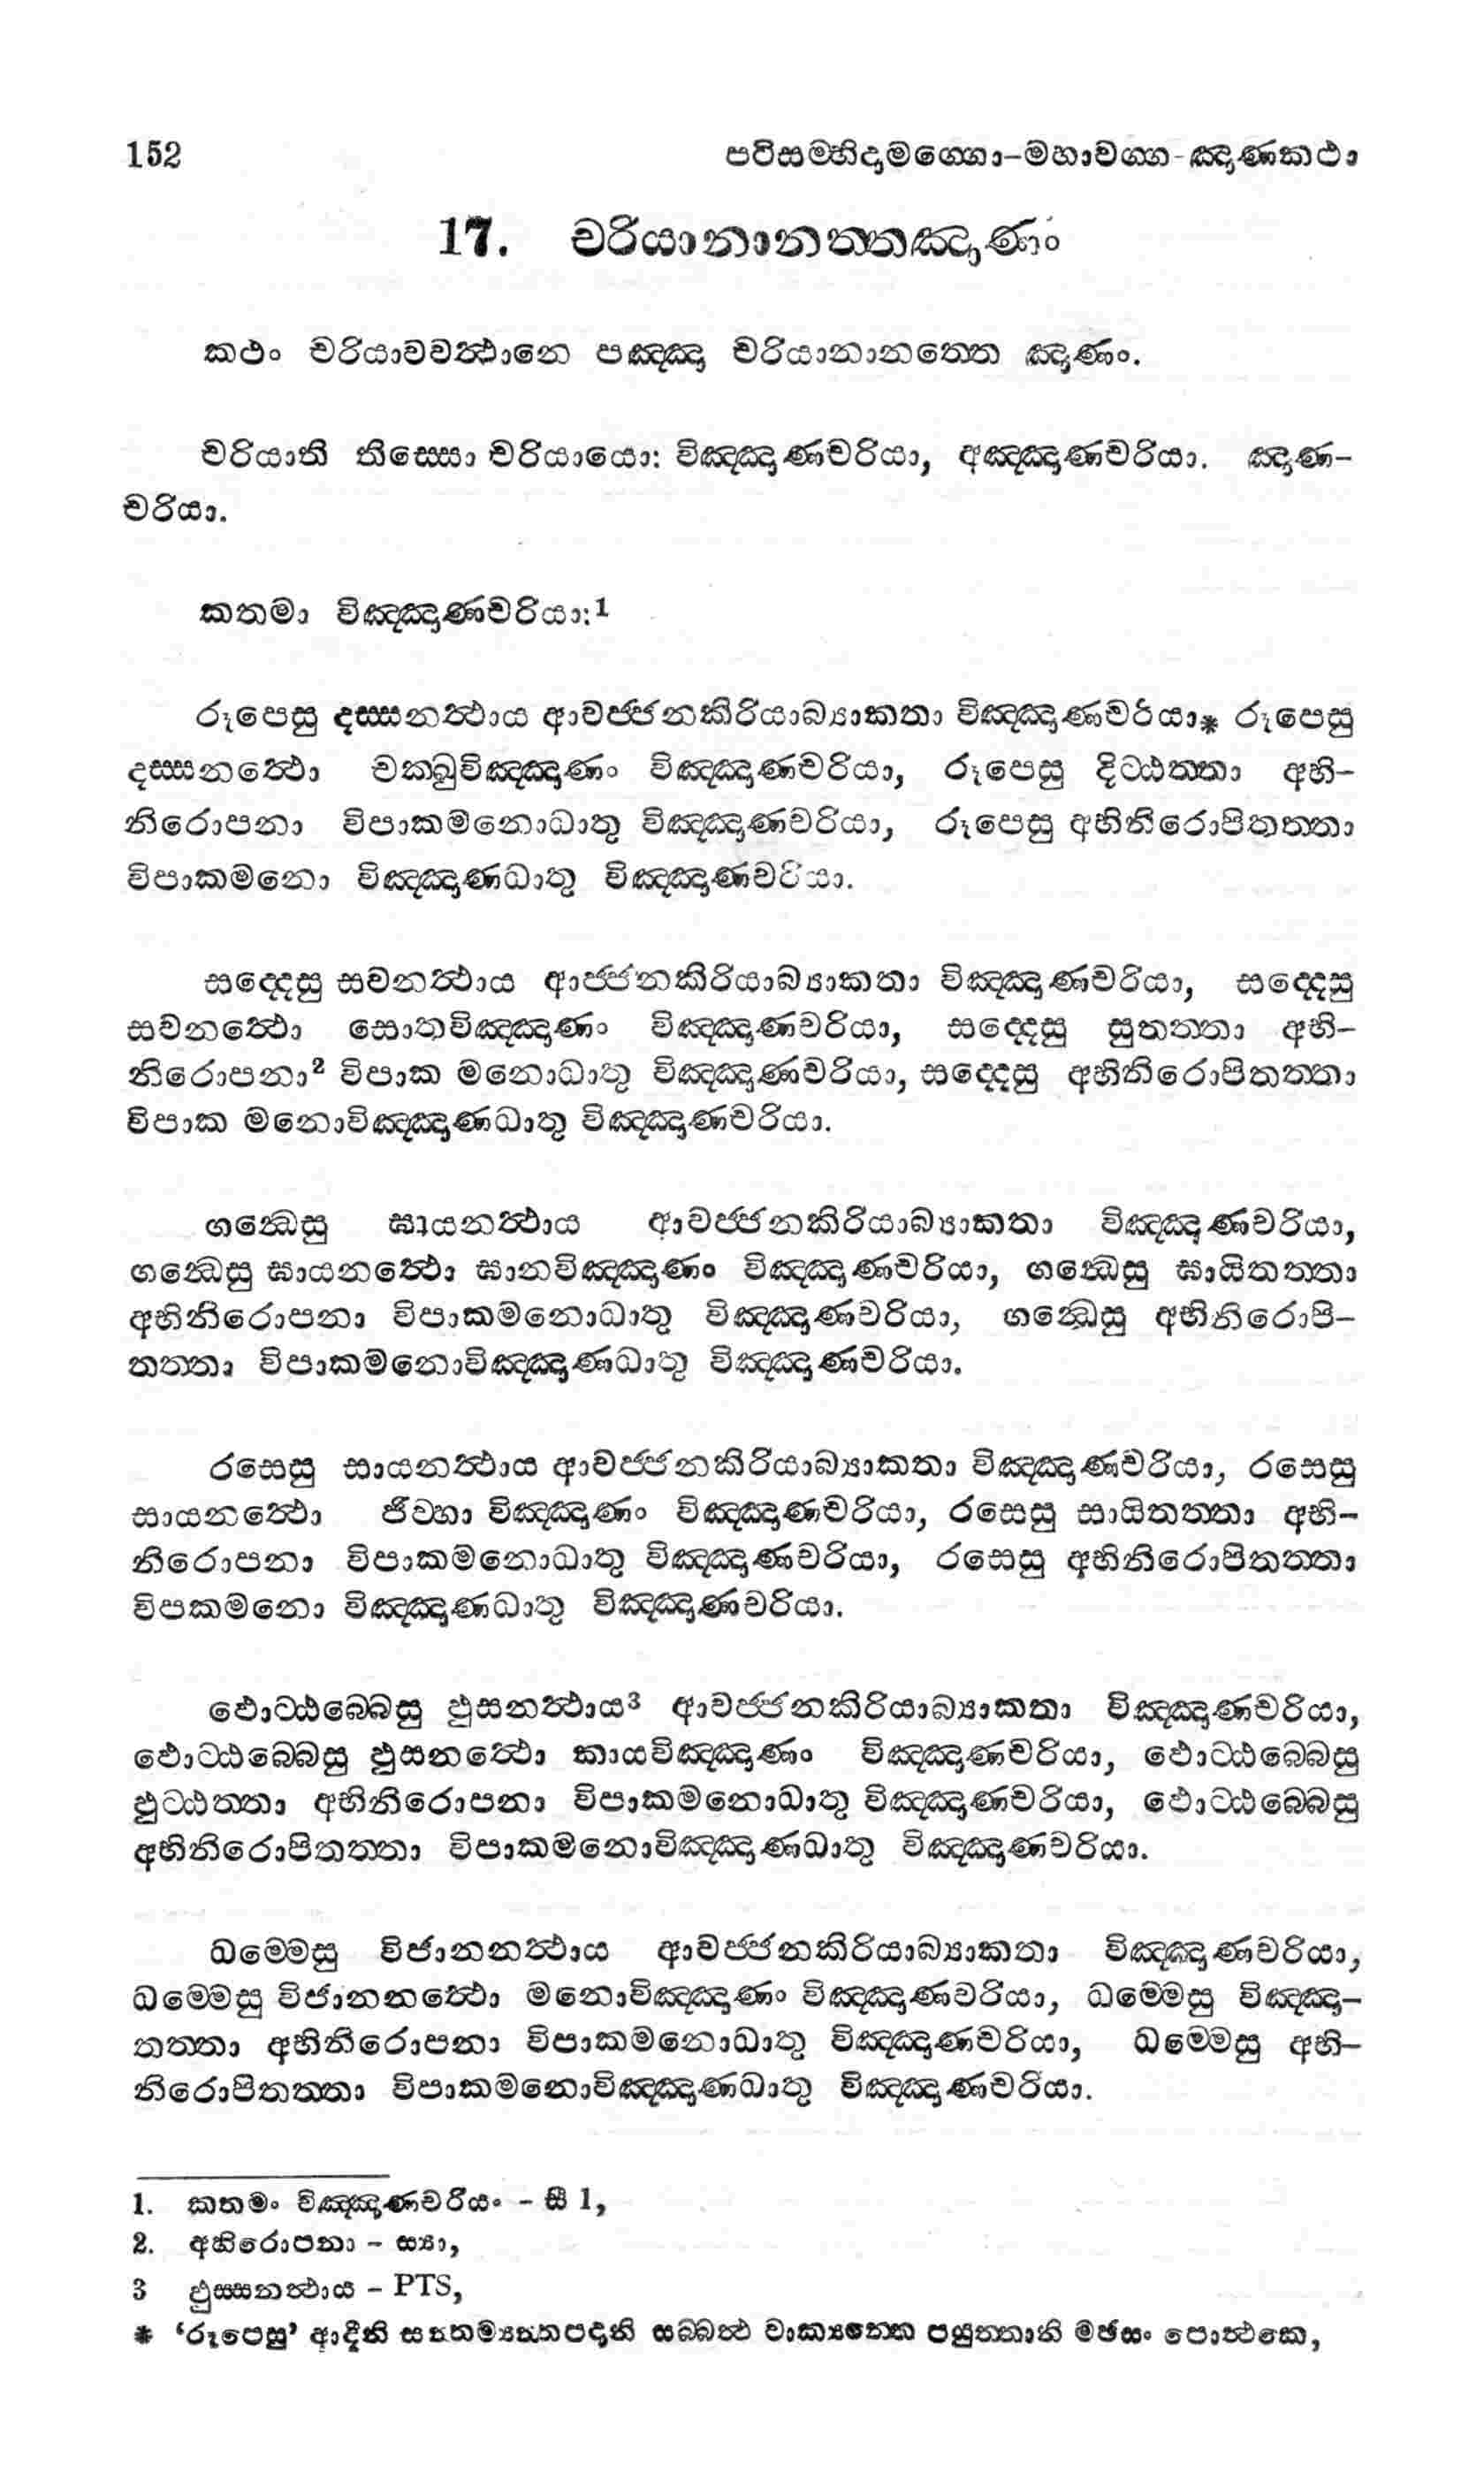 152 පටිසම්භිදාමග්ගො–මහාවග්ග-ඤාණකථා
17. චරියානානත්තඤාණං
කථං චරියාවවත්ථානෙ පඤ්ඤා චරියානානත්තෙ ඤාණං.
චරියාති තිස්සො චරියායො: විඤ්ඤාණචරියා, අඤ්ඤාණචරියා. ඤාණ-
චරියා.
කතමා විඤ්ඤාණචරියා:1
රූපෙසු දස්සනත්ථාය ආවජ්ජනකිරියාබ්‍යාකතා විඤ්ඤාණචරියා* රූපෙසු
දස්සනත්ථො චක්ඛුවිඤ්ඤාණං විඤ්ඤාණචරියා, රූපෙසු දිට්ඨත්තා අභි-
නිරොපනා විපාකමනොධාතු විඤ්ඤාණචරියා, රූපෙසු අභිනිරොපිතත්තා
විපාකමනො විඤ්ඤාණධාතු විඤ්ඤාණචරියා.
සද්දෙසු සවනත්ථාය ආජ්ජනකිරියාබ්‍යාකතා විඤ්ඤාණචරියා, සද්දෙසු
සවනත්ථො සොතවිඤ්ඤාණං විඤ්ඤාණචරියා, සද්දෙසු සුතත්තා අභි-
නිරොපනා2 විපාක මනොධාතු විඤ්ඤාණචරියා, සද්දෙසු අභිනිරොපිතත්තා
විපාක මනොවිඤ්ඤාණධාතු විඤ්ඤාණචරියා.
ගන්ධෙසු ඝායනත්ථාය ආවජ්ජනකිරියාබ්‍යාකතා විඤ්ඤාණචරියා,
ගන්ධෙසු ඝායනත්ථො ඝානවිඤ්ඤාණං විඤ්ඤාණචරියා, ගන්ධෙසු ඝායිතත්තා
අභිනිරොපනා විපාකමනොධාතු විඤ්ඤාණචරියා, ගන්ධෙසු අභිනිරොපි-
තත්තා විපාකමනොවිඤ්ඤාණධාතු විඤ්ඤාණචරියා.
රසෙසු සායනත්ථාය ආවජ්ජනකිරියාබ්‍යාකතා විඤ්ඤාණචරියා, රසෙසු
සායනත්ථො ජිව්හා විඤ්ඤාණං විඤ්ඤාණචරියා, රසෙසු සායිතත්තා අභි-
නිරොපනා විපාකමනොධාතු විඤ්ඤාණචරියා, රසෙසු අභිනිරොපිතත්තා
විපකමනො විඤ්ඤාණධාතු විඤ්ඤාණචරියා.
ඵොට්ඨබ්බෙසු ඵුසනත්ථාය3 ආවජ්ජනකිරියාබ්‍යාකතා විඤ්ඤාණචරියා,
ඵොට්ඨබ්බෙසු ඵුසනත්ථො කායවිඤ්ඤාණං විඤ්ඤාණචරියා, ඵොට්ඨබ්බෙසු
ඵුට්ඨත්තා අභිනිරොපනා විපාකමනොධාතු විඤ්ඤාණචරියා, ඵොට්ඨබ්බෙසු
අභිනිරොපිතත්තා විපාකමනොවිඤ්ඤාණධාතු විඤ්ඤාණචරියා.
ධම්මෙසු විජානනත්ථාය ආවජ්ජනකිරියාබ්‍යාකතා විඤ්ඤාණචරියා,
ධම්මෙසු විජානනත්ථො මනොවිඤ්ඤාණං විඤ්ඤාණචරියා, ධම්මෙසු විඤ්ඤා-
තත්තා අභිනිරොපනා විපාකමනොධාතු විඤ්ඤාණචරියා, ධම්මෙසු අභි-
නිරොපිතත්තා විපාකමනොවිඤ්ඤාණධාතු විඤ්ඤාණචරියා.
1. කතමං විඤ්ඤාණචරියං – සී 1,
2. අභිරොපනා – ස්‍යා,
3 ඵුස්සනත්ථාය – PTS,
* ‘රූපෙසු’ ආදීනි සත්තම්‍යන්තපදානි සබ්බත්ථ වාක්‍යන්තෙ පයුත්තානි මඡසං පොත්ථකෙ,